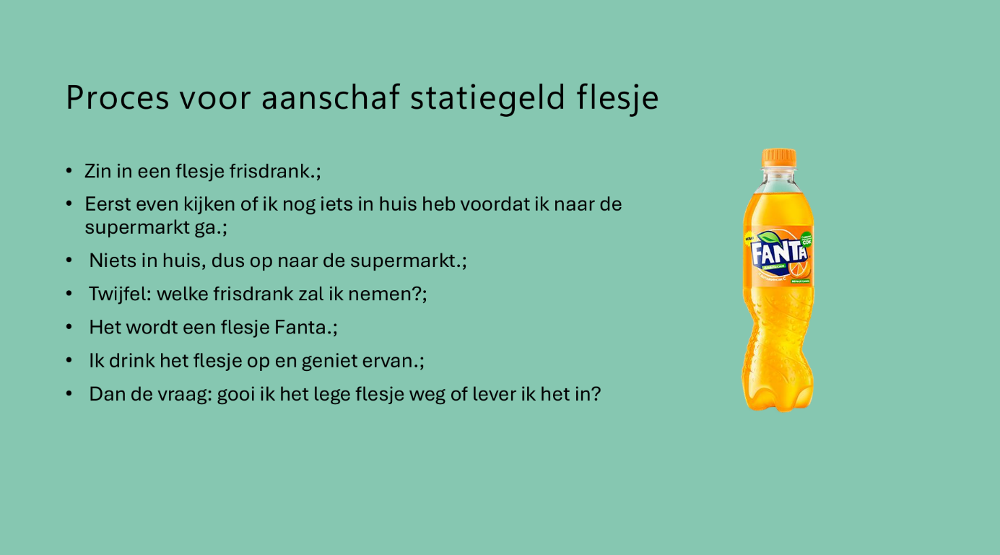 Proces voor aanschaf statiegeld flesje
• Zin in een flesje frisdrank.;
• Eerst even kijken of ik nog iets in huis heb voordat ik naar de
supermarkt ga.;
• Niets in huis, dus op naar de supermarkt.;
• Twijfel: welke frisdrank zal ik nemen?;
• Het wordt een flesje Fanta.;
• Ik drink het flesje op en geniet ervan.;
• Dan de vraag: gooi ik het lege flesje weg of lever ik het in?
FANTA